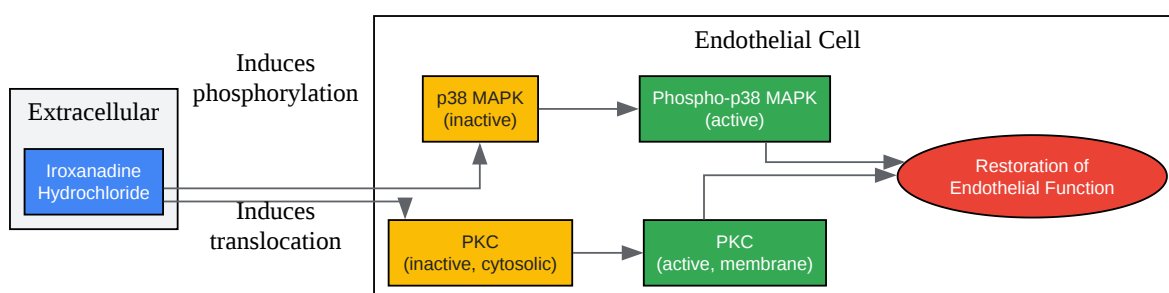 Endothelial Cell
Induces
phosphorylation
Extracellular
Iroxanadine
Hydrochloride
p38 MAPK
(inactive)
Phospho-p38 MAPK
(active)
Restoration of
Endothelial Function
Induces
translocation
PKC
(inactive, cytosolic)
PKC
(active, membrane)